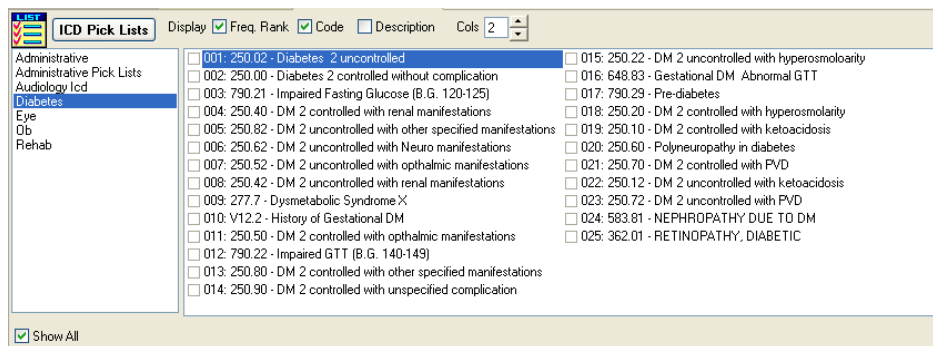 LIST
ICD Pick Lists
Display Freq. Rank Code Description Cols 2
Administrative
Administrative Pick Lists
Audiology Icd
Diabetes
Eye
Ob
Rehab
001: 250.02 - Diabetes 2 uncontrolled
002: 250.00 - Diabetes 2 controlled without complication
003: 790.21 - Impaired Fasting Glucose (B.G. 120-125)
004: 250.40 - DM 2 controlled with renal manifestations
005: 250.82 - DM 2 uncontrolled with other specified manifestations
006: 250.62 - DM 2 uncontrolled with Neuro manifestations
007: 250.52 - DM 2 uncontrolled with opthalmic manifestations
008: 250.42 - DM 2 uncontrolled with renal manifestations
009: 277.7 - Dysmetabolic Syndrome X
010: V12.2 - History of Gestational DM
011: 250.50 - DM 2 controlled with opthalmic manifestations
012: 790.22 - Impaired GTT (B.G. 140-149)
013: 250.80 - DM 2 controlled with other specified manifestations
014: 250.90 - DM 2 controlled with unspecified complication
015: 250.22 - DM 2 uncontrolled with hyperosmoloarity
016: 648.83 - Gestational DM Abnormal GTT
017: 790.29 - Pre-diabetes
018: 250.20 - DM 2 controlled with hyperosmolarity
019: 250.10 - DM 2 controlled with ketoacidosis
020: 250.60 - Polyneuropathy in diabetes
021: 250.70 - DM 2 controlled with PVD
022: 250.12 - DM 2 uncontrolled with ketoacidosis
023: 250.72 - DM 2 uncontrolled with PVD
024: 583.81 - NEPHROPATHY DUE TO DM
025: 362.01 - RETINOPATHY, DIABETIC
Show All